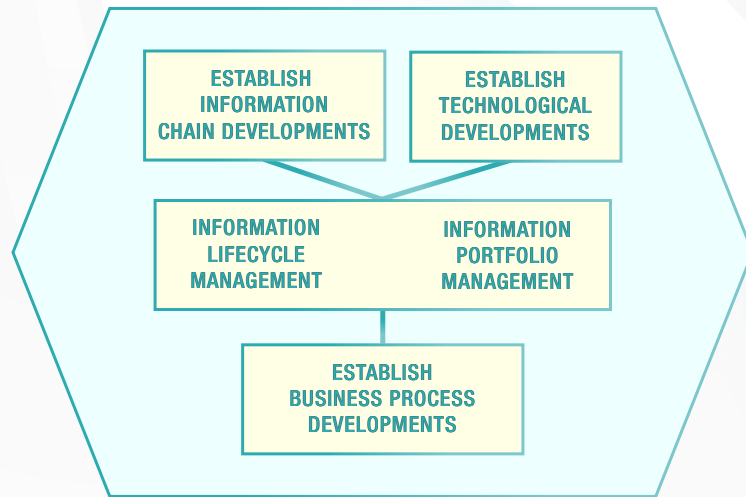 ESTABLISH
INFORMATION
CHAIN DEVELOPMENTS
ESTABLISH
TECHNOLOGICAL
DEVELOPMENTS
INFORMATION
LIFECYCLE
MANAGEMENT
INFORMATION
PORTFOLIO
MANAGEMENT
ESTABLISH
BUSINESS PROCESS
DEVELOPMENTS